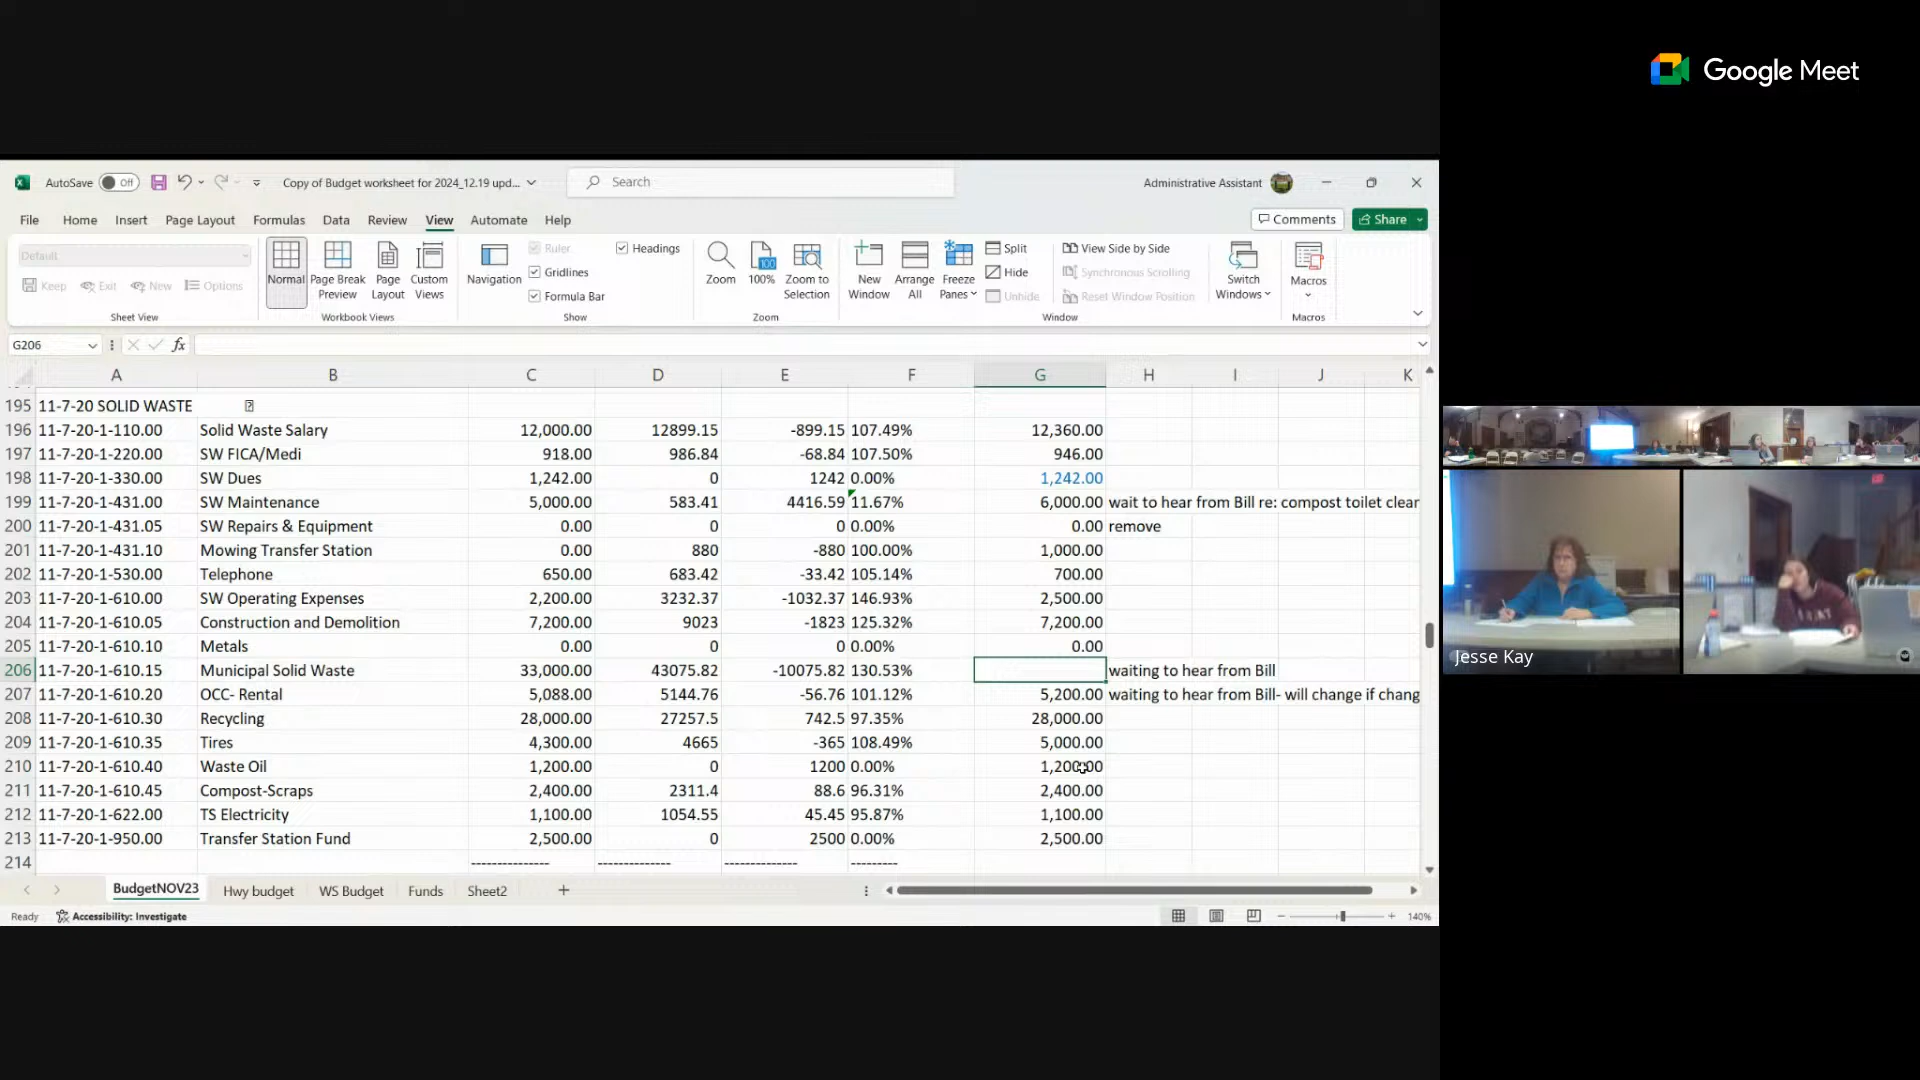 Google Meet
AutoSave Off Copy of Budget worksheet for 2024_12.19 upd... Search Administrative Assistant
File Home Insert Page Layout Formulas Data Review View Automate Help Comments Share
Default
Keep Exit New Options
Sheet View
Normal Page Break Preview Page Layout Custom Views
Workbook Views
Navigation
Ruler Headings
Gridlines
Formula Bar
Show
Zoom 100% Zoom to Selection
Zoom
New Window Arrange All Freeze Panes
Split View Side by Side
Hide Synchronous Scrolling
Unhide Reset Window Position
Switch Windows
Window
Macros
Macros
G206 fx
A B C D E F G H I J K
195 11-7-20 SOLID WASTE
196 11-7-20-1-110.00 Solid Waste Salary 12,000.00 12899.15 -899.15 107.49% 12,360.00
197 11-7-20-1-220.00 SW FICA/Medi 918.00 986.84 -68.84 107.50% 946.00
198 11-7-20-1-330.00 SW Dues 1,242.00 0 1242 0.00% 1,242.00
199 11-7-20-1-431.00 SW Maintenance 5,000.00 583.41 4416.59 11.67% 6,000.00 wait to hear from Bill re: compost toilet clear
200 11-7-20-1-431.05 SW Repairs & Equipment 0.00 0 0 0.00% 0.00 remove
201 11-7-20-1-431.10 Mowing Transfer Station 0.00 880 -880 100.00% 1,000.00
202 11-7-20-1-530.00 Telephone 650.00 683.42 -33.42 105.14% 700.00
203 11-7-20-1-610.00 SW Operating Expenses 2,200.00 3232.37 -1032.37 146.93% 2,500.00
204 11-7-20-1-610.05 Construction and Demolition 7,200.00 9023 -1823 125.32% 7,200.00
205 11-7-20-1-610.10 Metals 0.00 0 0 0.00% 0.00
206 11-7-20-1-610.15 Municipal Solid Waste 33,000.00 43075.82 -10075.82 130.53% waiting to hear from Bill
207 11-7-20-1-610.20 OCC- Rental 5,088.00 5144.76 -56.76 101.12% 5,200.00 waiting to hear from Bill- will change if chang
208 11-7-20-1-610.30 Recycling 28,000.00 27257.5 742.5 97.35% 28,000.00
209 11-7-20-1-610.35 Tires 4,300.00 4665 -365 108.49% 5,000.00
210 11-7-20-1-610.40 Waste Oil 1,200.00 0 1200 0.00% 1,200.00
211 11-7-20-1-610.45 Compost-Scraps 2,400.00 2311.4 88.6 96.31% 2,400.00
212 11-7-20-1-622.00 TS Electricity 1,100.00 1054.55 45.45 95.87% 1,100.00
213 11-7-20-1-950.00 Transfer Station Fund 2,500.00 0 2500 0.00% 2,500.00
214 --------------- -------------- -------------- ---------
BudgetNOV23 Hwy budget WS Budget Funds Sheet2
Ready Accessibility: Investigate 140%
Jesse Kay